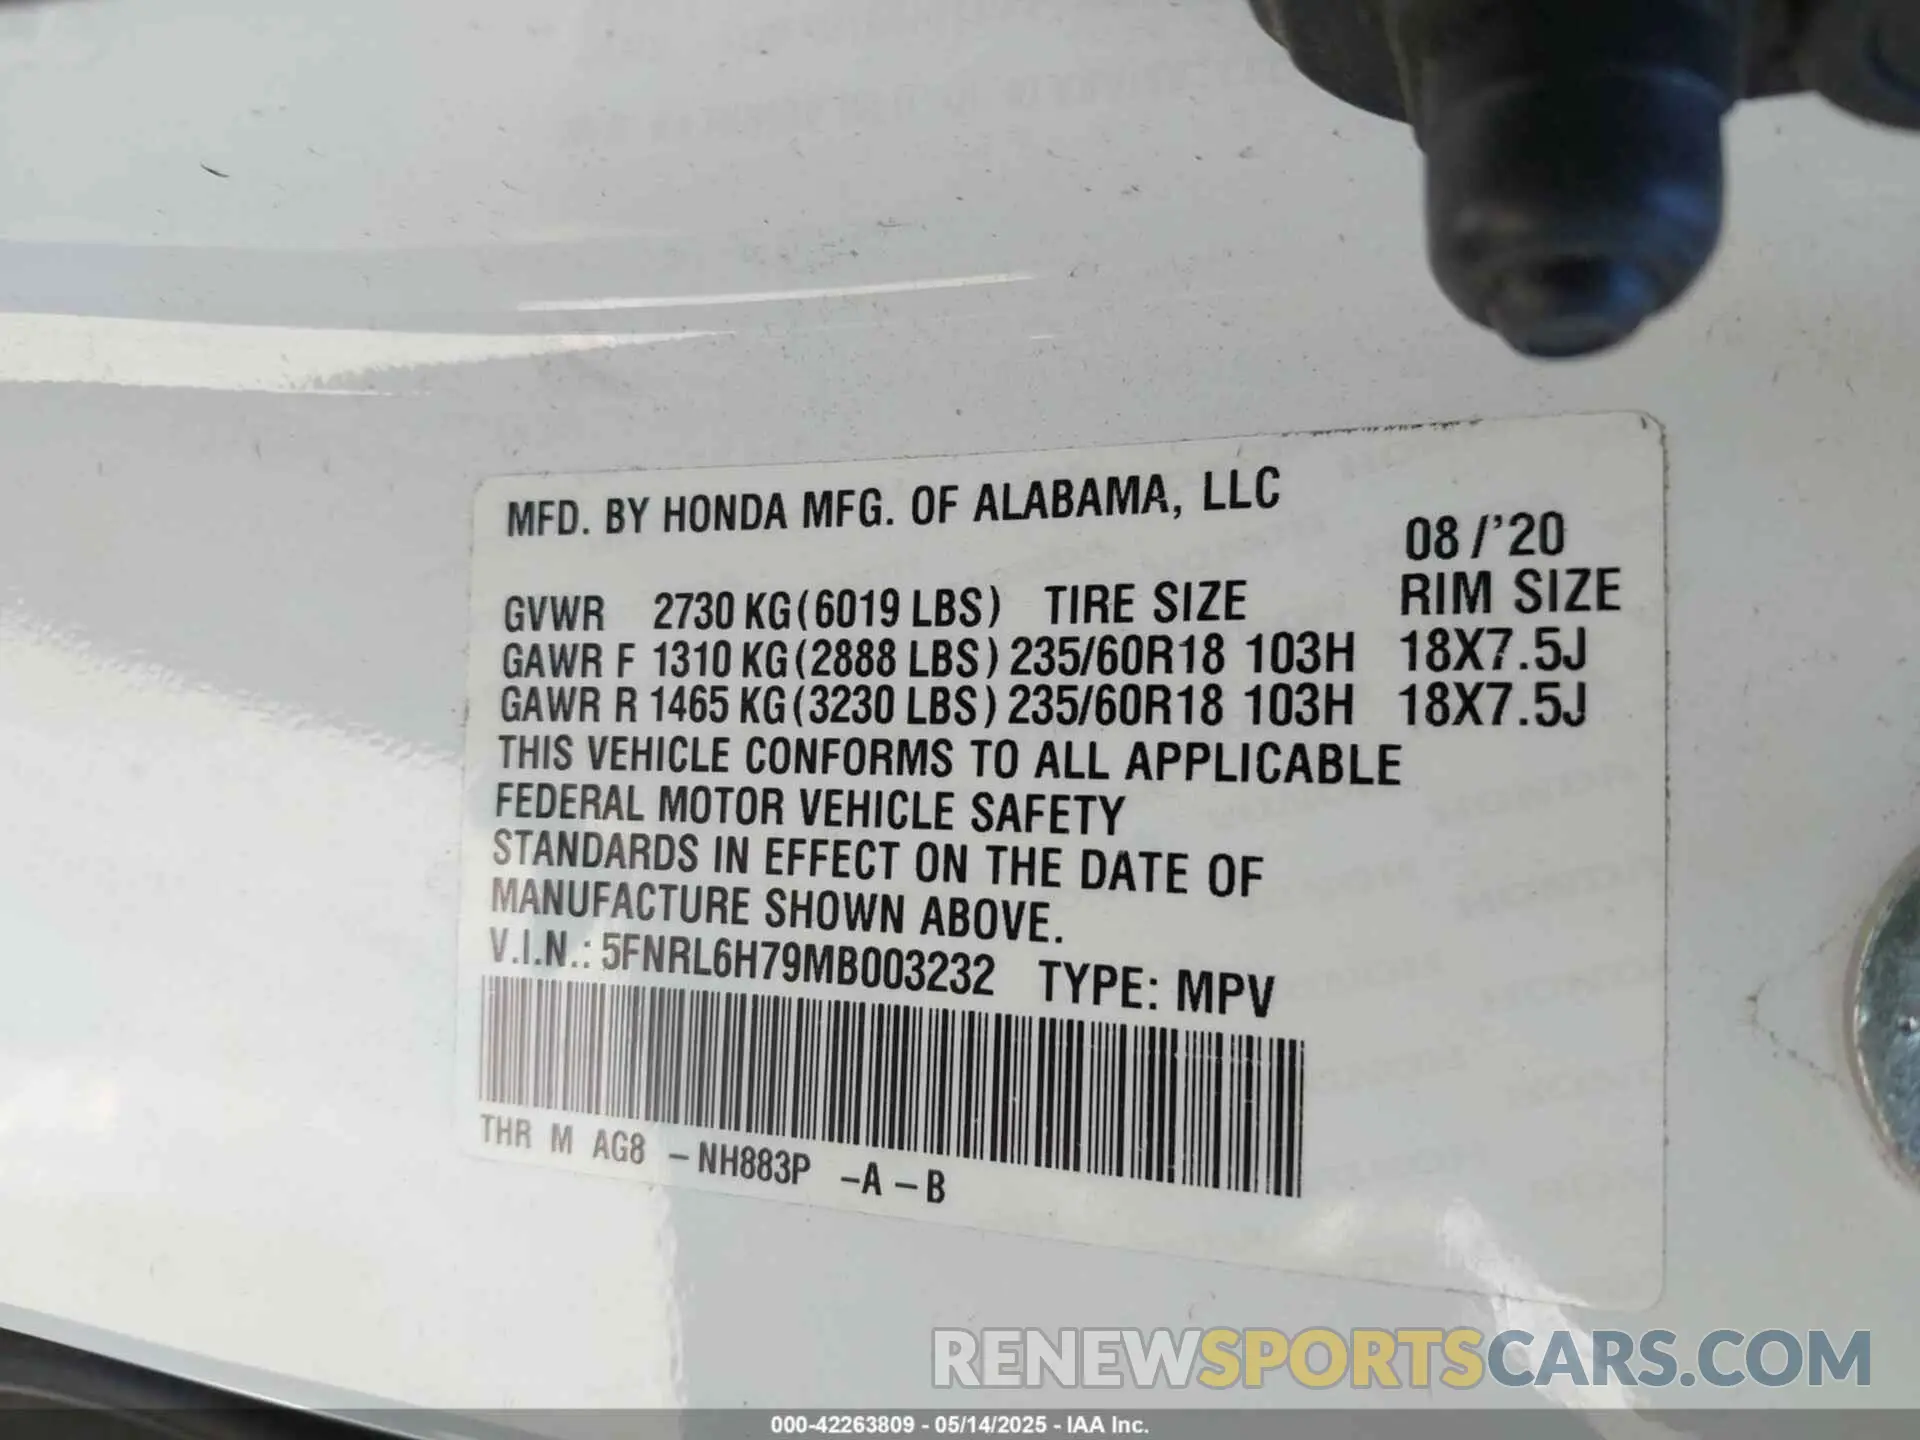 MFD. BY HONDA MFG. OF ALABAMA, LLC
08 /'20
GVWR 2730 KG(6019 LBS) TIRE SIZE RIM SIZE
GAWR F 1310 KG(2888 LBS) 235/60R18 103H 18X7.5J
GAWR R 1465 KG(3230 LBS) 235/60R18 103H 18X7.5J
THIS VEHICLE CONFORMS TO ALL APPLICABLE
FEDERAL MOTOR VEHICLE SAFETY
STANDARDS IN EFFECT ON THE DATE OF
MANUFACTURE SHOWN ABOVE.
V.I.N.: 5FNRL6H79MB003232 TYPE: MPV
THR M AG8 -NH883P -A-B
RENEWSPORTSCARS.COM
000-42263809 - 05/14/2025 - IAA Inc.